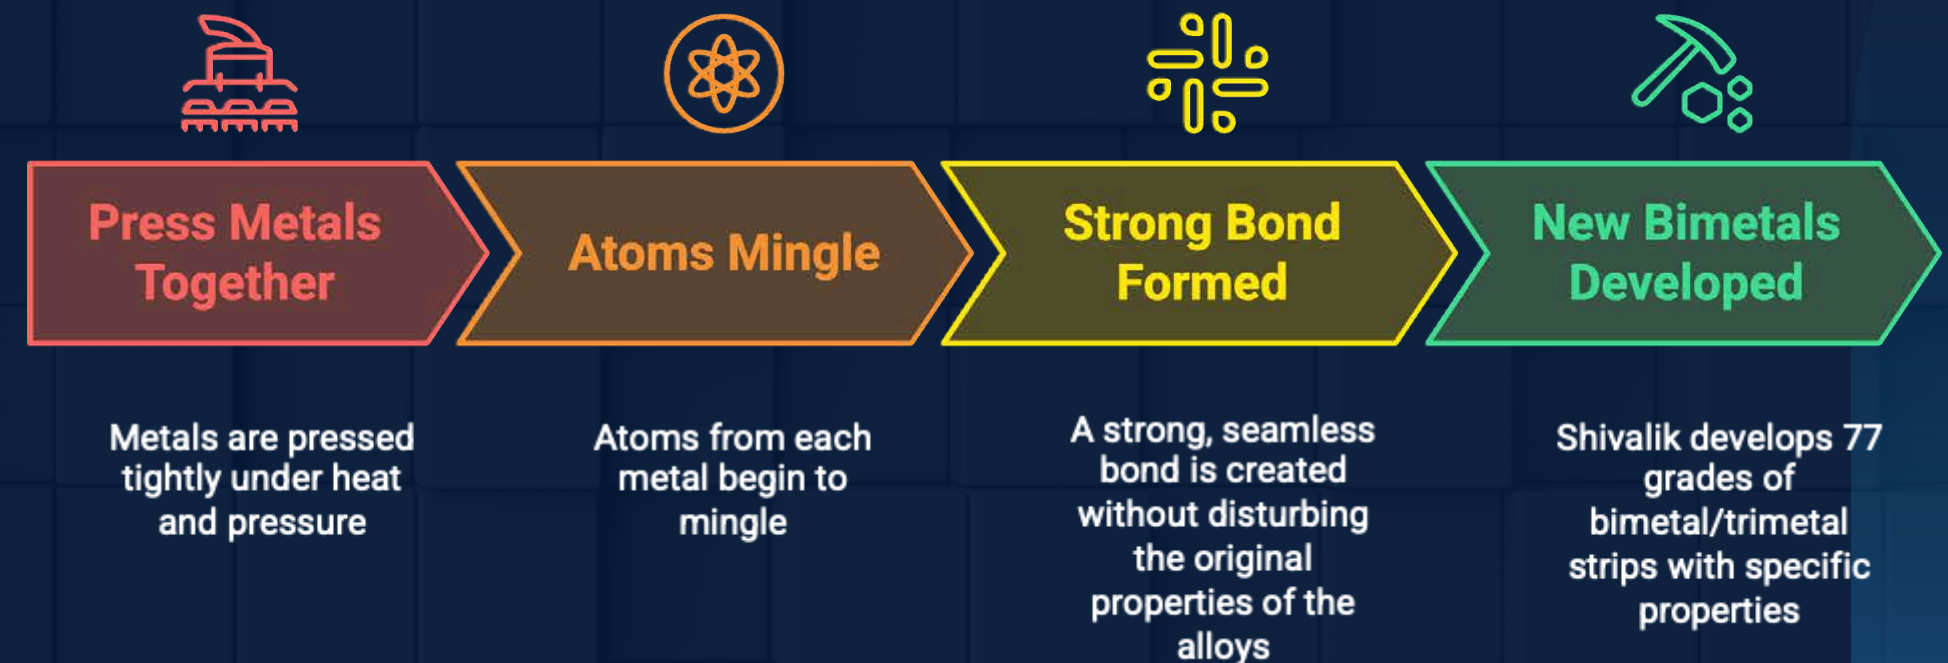 Press Metals
Together
Atoms Mingle
Strong Bond
Formed
New Bimetals
Developed
Metals are pressed
tightly under heat
and pressure
Atoms from each
metal begin to
mingle
A strong, seamless
bond is created
without disturbing
the original
properties of the
alloys
Shivalik develops 77
grades of
bimetal/trimetal
strips with specific
properties